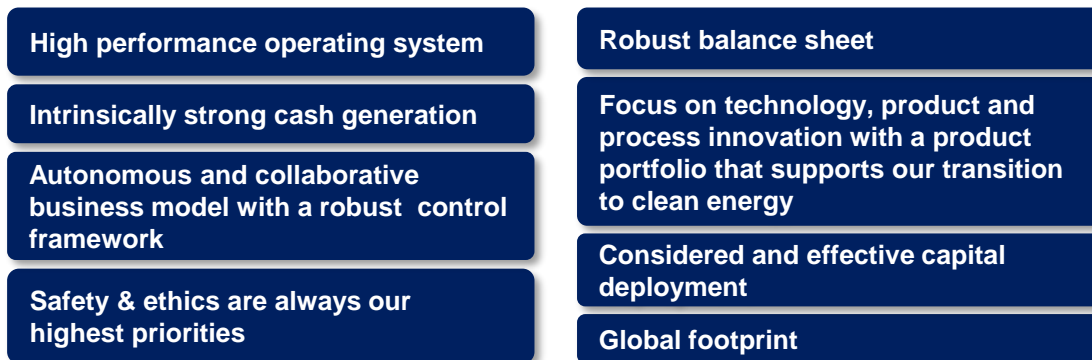 High performance operating system
Intrinsically strong cash generation
Autonomous and collaborative
business model with a robust control
framework
Safety & ethics are always our
highest priorities
Robust balance sheet
Focus on technology, product and
process innovation with a product
portfolio that supports our transition
to clean energy
Considered and effective capital
deployment
Global footprint